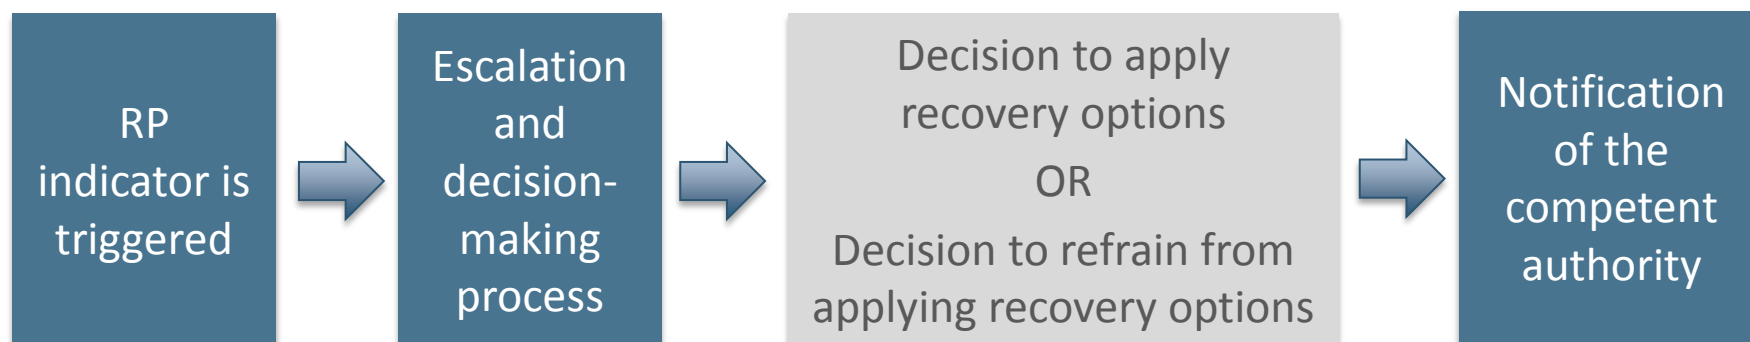 RP
indicator is
triggered
Escalation
and
decision-
making
process
Decision to apply
recovery options
OR
Decision to refrain from
applying recovery options
Notification
of the
competent
authority